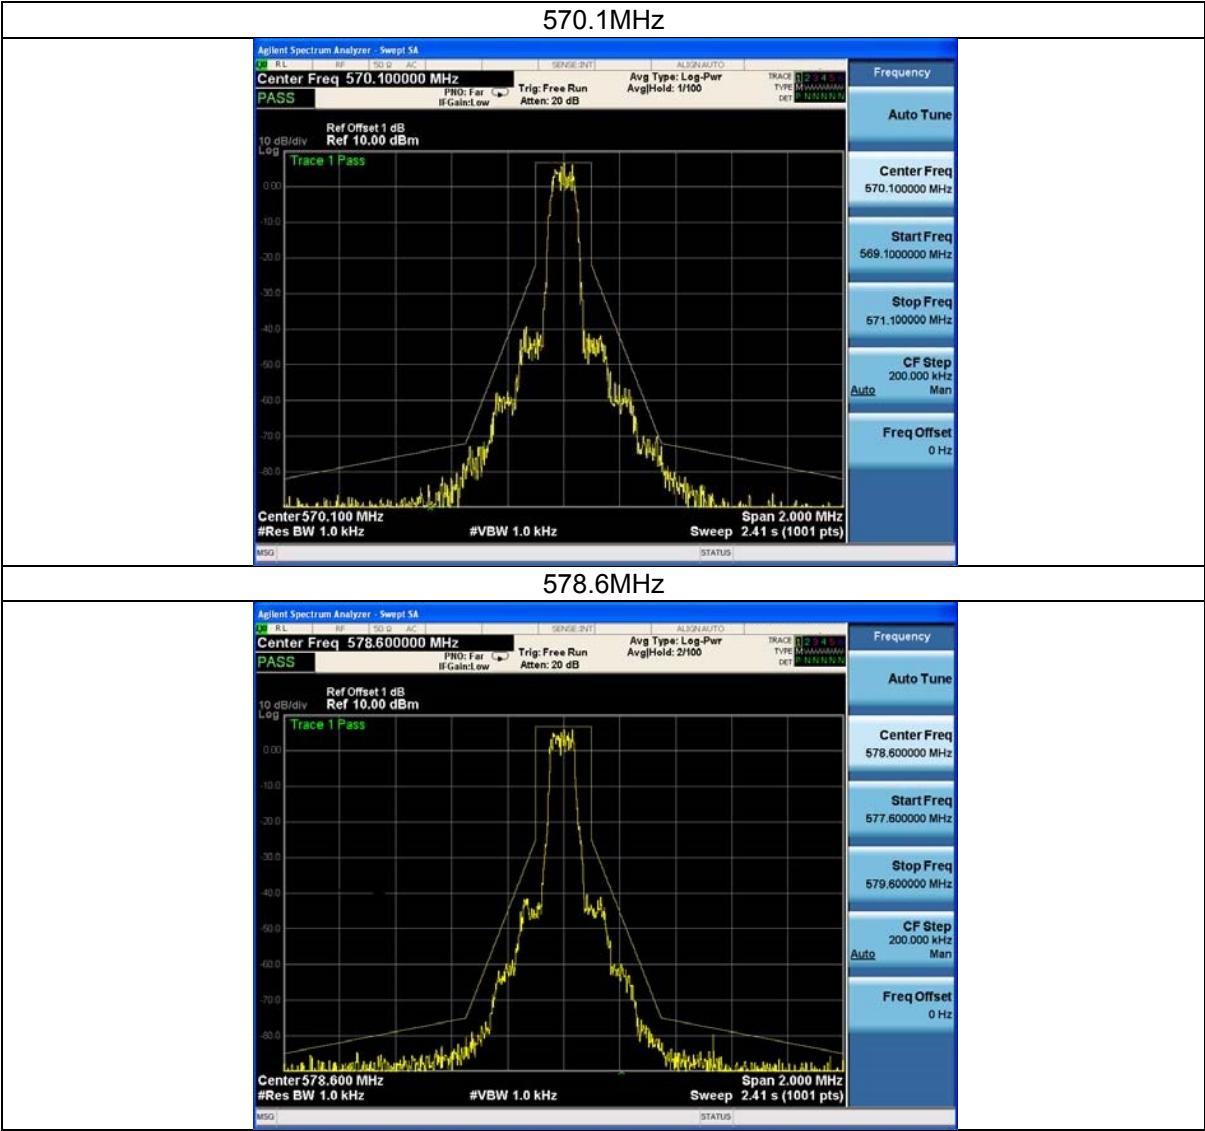 570.1MHz
Agilent Spectrum Analyzer - Swept SA
RL RF 50 Ω AC SENSE:INT ALIGN AUTO
Center Freq 570.100000 MHz
PASS
PNO: Far
IFGain:Low
Trig: Free Run
Atten: 20 dB
Avg Type: Log-Pwr
Avg|Hold: 1/100
TRACE 1 2 3 4 5
TYPE
DET P N N N N N
Ref Offset 1 dB
10 dB/div Ref 10.00 dBm
Log
Trace 1 Pass
0.00
-10.0
-20.0
-30.0
-40.0
-50.0
-60.0
-70.0
-80.0
Center 570.100 MHz
Span 2.000 MHz
#Res BW 1.0 kHz #VBW 1.0 kHz Sweep 2.41 s (1001 pts)
MSG STATUS
Frequency
Auto Tune
Center Freq
570.100000 MHz
Start Freq
569.1000000 MHz
Stop Freq
571.100000 MHz
CF Step
200.000 kHz
Auto Man
Freq Offset
0 Hz
578.6MHz
Agilent Spectrum Analyzer - Swept SA
RL RF 50 Ω AC SENSE:INT ALIGN AUTO
Center Freq 578.600000 MHz
PASS
PNO: Far
IFGain:Low
Trig: Free Run
Atten: 20 dB
Avg Type: Log-Pwr
Avg|Hold: 2/100
TRACE 1 2 3 4 5
TYPE
DET P N N N N N
Ref Offset 1 dB
10 dB/div Ref 10.00 dBm
Log
Trace 1 Pass
0.00
-10.0
-20.0
-30.0
-40.0
-50.0
-60.0
-70.0
-80.0
Center 578.600 MHz
Span 2.000 MHz
#Res BW 1.0 kHz #VBW 1.0 kHz Sweep 2.41 s (1001 pts)
MSG STATUS
Frequency
Auto Tune
Center Freq
578.600000 MHz
Start Freq
577.600000 MHz
Stop Freq
579.600000 MHz
CF Step
200.000 kHz
Auto Man
Freq Offset
0 Hz